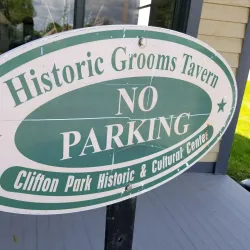 Historic Grooms Tavern
NO
PARKING
Clifton Park Historic & Cultural Center